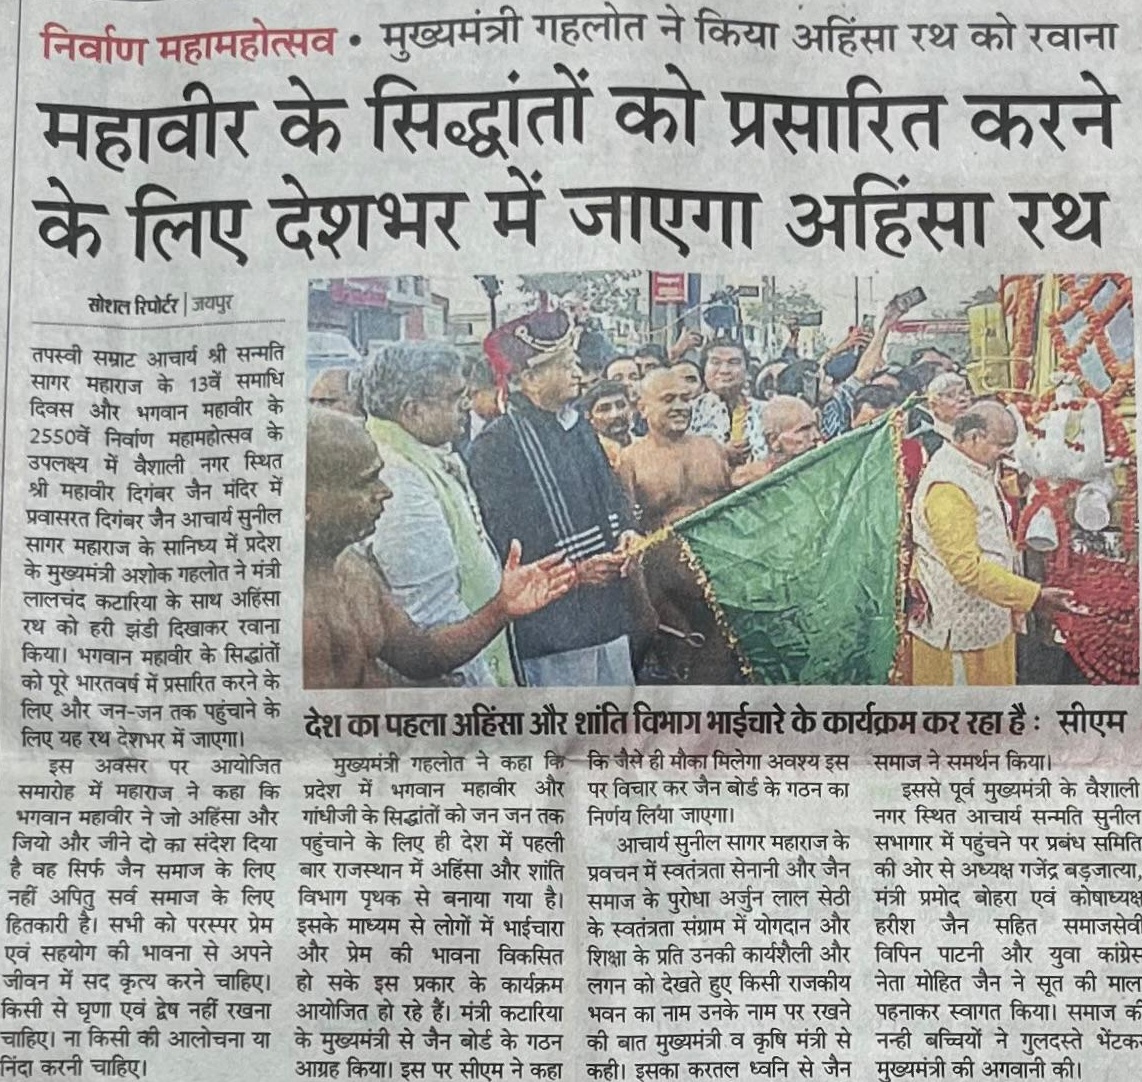 निर्वाण महामहोत्सव • मुख्यमंत्री गहलोत ने किया अहिंसा रथ को रवाना
महावीर के सिद्धांतों को प्रसारित करने
के लिए देशभर में जाएगा अहिंसा रथ
सोशल रिपोर्टर | जयपुर
तपस्वी सम्राट आचार्य श्री सन्मति
सागर महाराज के 13वें समाधि
दिवस और भगवान महावीर के
2550वें निर्वाण महामहोत्सव के
उपलक्ष्य में वैशाली नगर स्थित
श्री महावीर दिगंबर जैन मंदिर में
प्रवासरत दिगंबर जैन आचार्य सुनील
सागर महाराज के सानिध्य में प्रदेश
के मुख्यमंत्री अशोक गहलोत ने मंत्री
लालचंद कटारिया के साथ अहिंसा
रथ को हरी झंडी दिखाकर रवाना
किया। भगवान महावीर के सिद्धांतों
को पूरे भारतवर्ष में प्रसारित करने के
लिए और जन-जन तक पहुंचाने के
लिए यह रथ देशभर में जाएगा।
इस अवसर पर आयोजित
समारोह में महाराज ने कहा कि
भगवान महावीर ने जो अहिंसा और
जियो और जीने दो का संदेश दिया
है वह सिर्फ जैन समाज के लिए
नहीं अपितु सर्व समाज के लिए
हितकारी है। सभी को परस्पर प्रेम
एवं सहयोग की भावना से अपने
जीवन में सद कृत्य करने चाहिए।
किसी से घृणा एवं द्वेष नहीं रखना
चाहिए। ना किसी की आलोचना या
निंदा करनी चाहिए।
देश का पहला अहिंसा और शांति विभाग भाईचारे के कार्यक्रम कर रहा है : सीएम
मुख्यमंत्री गहलोत ने कहा कि
प्रदेश में भगवान महावीर और
गांधीजी के सिद्धांतों को जन जन तक
पहुंचाने के लिए ही देश में पहली
बार राजस्थान में अहिंसा और शांति
विभाग पृथक से बनाया गया है।
इसके माध्यम से लोगों में भाईचारा
और प्रेम की भावना विकसित
हो सके इस प्रकार के कार्यक्रम
आयोजित हो रहे हैं। मंत्री कटारिया
के मुख्यमंत्री से जैन बोर्ड के गठन
आग्रह किया। इस पर सीएम ने कहा
कि जैसे ही मौका मिलेगा अवश्य इस
पर विचार कर जैन बोर्ड के गठन का
निर्णय लिया जाएगा।
आचार्य सुनील सागर महाराज के
प्रवचन में स्वतंत्रता सेनानी और जैन
समाज के पुरोधा अर्जुन लाल सेठी
के स्वतंत्रता संग्राम में योगदान और
शिक्षा के प्रति उनकी कार्यशैली और
लगन को देखते हुए किसी राजकीय
भवन का नाम उनके नाम पर रखने
की बात मुख्यमंत्री व कृषि मंत्री से
कही। इसका करतल ध्वनि से जैन
समाज ने समर्थन किया।
इससे पूर्व मुख्यमंत्री के वैशाली
नगर स्थित आचार्य सन्मति सुनील
सभागार में पहुंचने पर प्रबंध समिति
की ओर से अध्यक्ष गजेंद्र बड़जात्या,
मंत्री प्रमोद बोहरा एवं कोषाध्यक्ष
हरीश जैन सहित समाजसेवी
विपिन पाटनी और युवा कांग्रेस
नेता मोहित जैन ने सूत की माल
पहनाकर स्वागत किया। समाज की
नन्ही बच्चियों ने गुलदस्ते भेंटकर
मुख्यमंत्री की अगवानी की।